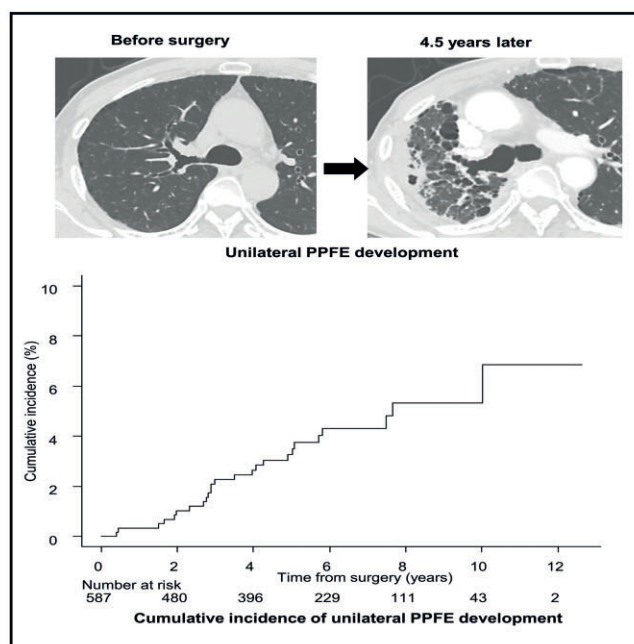 Before surgery
4.5 years later
Unilateral PPFE development
Cumulative incidence (%)
10
8
6
4
2
0
0 2 4 6 8 10 12
Number at risk
Time from surgery (years)
587 480 396 229 111 43 2
Cumulative incidence of unilateral PPFE development